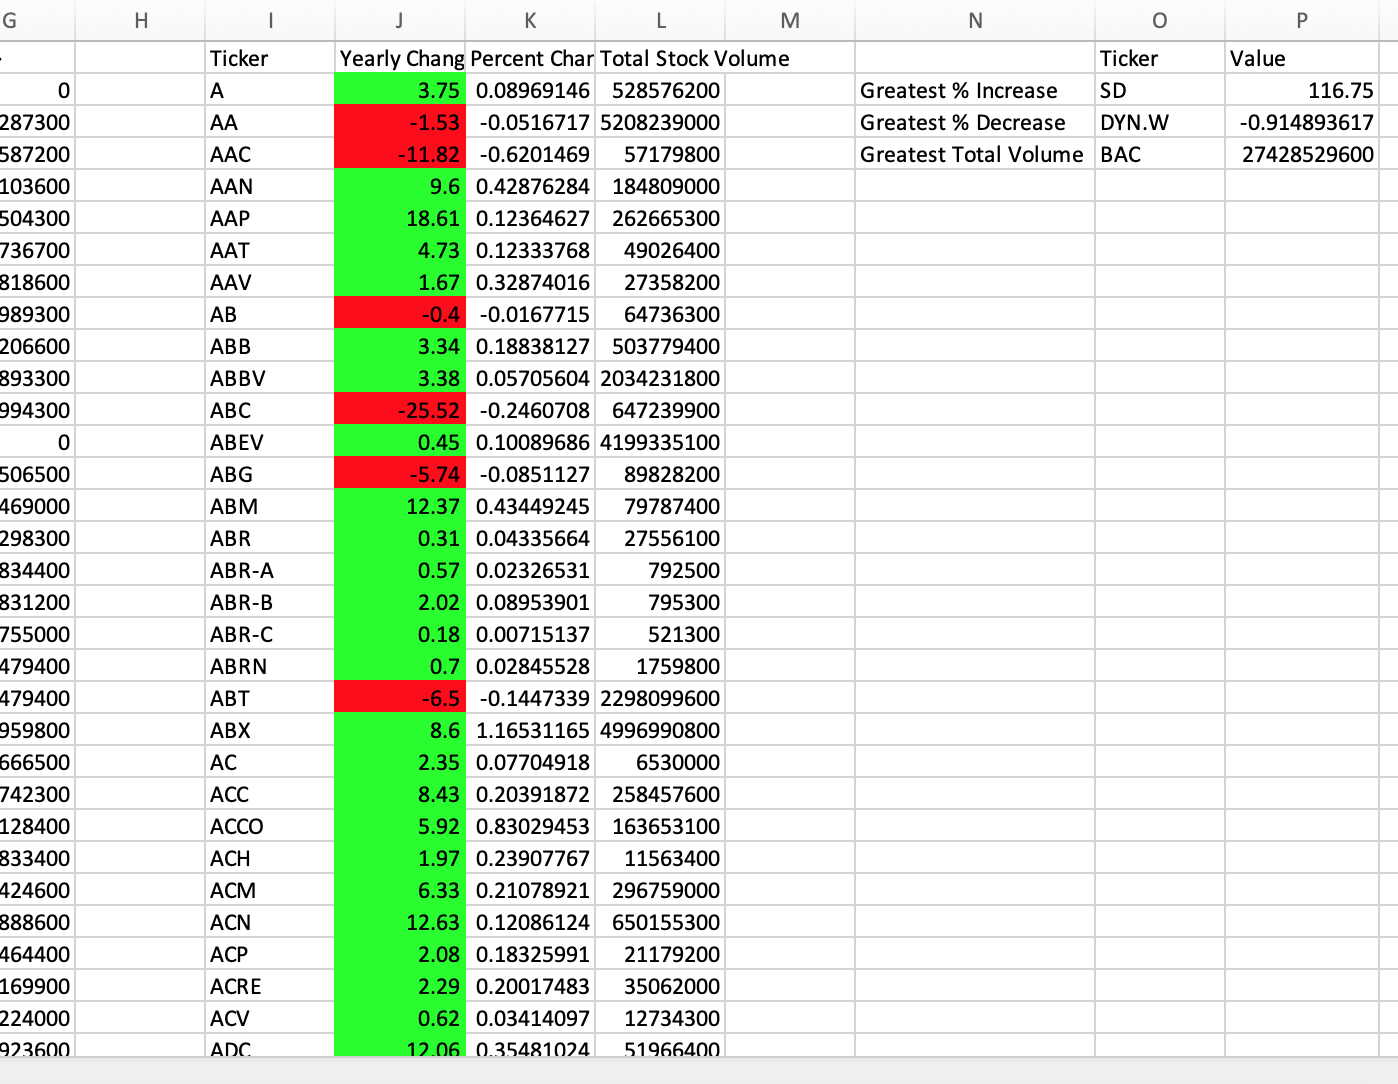 G H I J K L M N O P
Ticker Yearly Chang Percent Char Total Stock Volume Ticker Value
0 A 3.75 0.08969146 528576200 Greatest % Increase SD 116.75
287300 AA -1.53 -0.0516717 5208239000 Greatest % Decrease DYN.W -0.914893617
587200 AAC -11.82 -0.6201469 57179800 Greatest Total Volume BAC 27428529600
103600 AAN 9.6 0.42876284 184809000
504300 AAP 18.61 0.12364627 262665300
736700 AAT 4.73 0.12333768 49026400
818600 AAV 1.67 0.32874016 27358200
989300 AB -0.4 -0.0167715 64736300
206600 ABB 3.34 0.18838127 503779400
893300 ABBV 3.38 0.05705604 2034231800
994300 ABC -25.52 -0.2460708 647239900
0 ABEV 0.45 0.10089686 4199335100
506500 ABG -5.74 -0.0851127 89828200
469000 ABM 12.37 0.43449245 79787400
298300 ABR 0.31 0.04335664 27556100
834400 ABR-A 0.57 0.02326531 792500
831200 ABR-B 2.02 0.08953901 795300
755000 ABR-C 0.18 0.00715137 521300
479400 ABRN 0.7 0.02845528 1759800
479400 ABT -6.5 -0.1447339 2298099600
959800 ABX 8.6 1.16531165 4996990800
666500 AC 2.35 0.07704918 6530000
742300 ACC 8.43 0.20391872 258457600
128400 ACCO 5.92 0.83029453 163653100
833400 ACH 1.97 0.23907767 11563400
424600 ACM 6.33 0.21078921 296759000
888600 ACN 12.63 0.12086124 650155300
464400 ACP 2.08 0.18325991 21179200
169900 ACRE 2.29 0.20017483 35062000
224000 ACV 0.62 0.03414097 12734300
923600 ADC 12.06 0.35481024 51966400